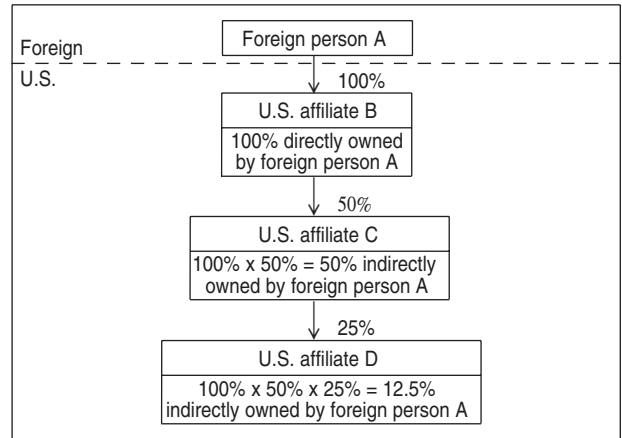 Foreign person A
Foreign
U.S.
100%
U.S. affiliate B
100% directly owned
by foreign person A
50%
U.S. affiliate C
100% x 50% = 50% indirectly
owned by foreign person A
25%
U.S. affiliate D
100% x 50% x 25% = 12.5%
indirectly owned by foreign person A